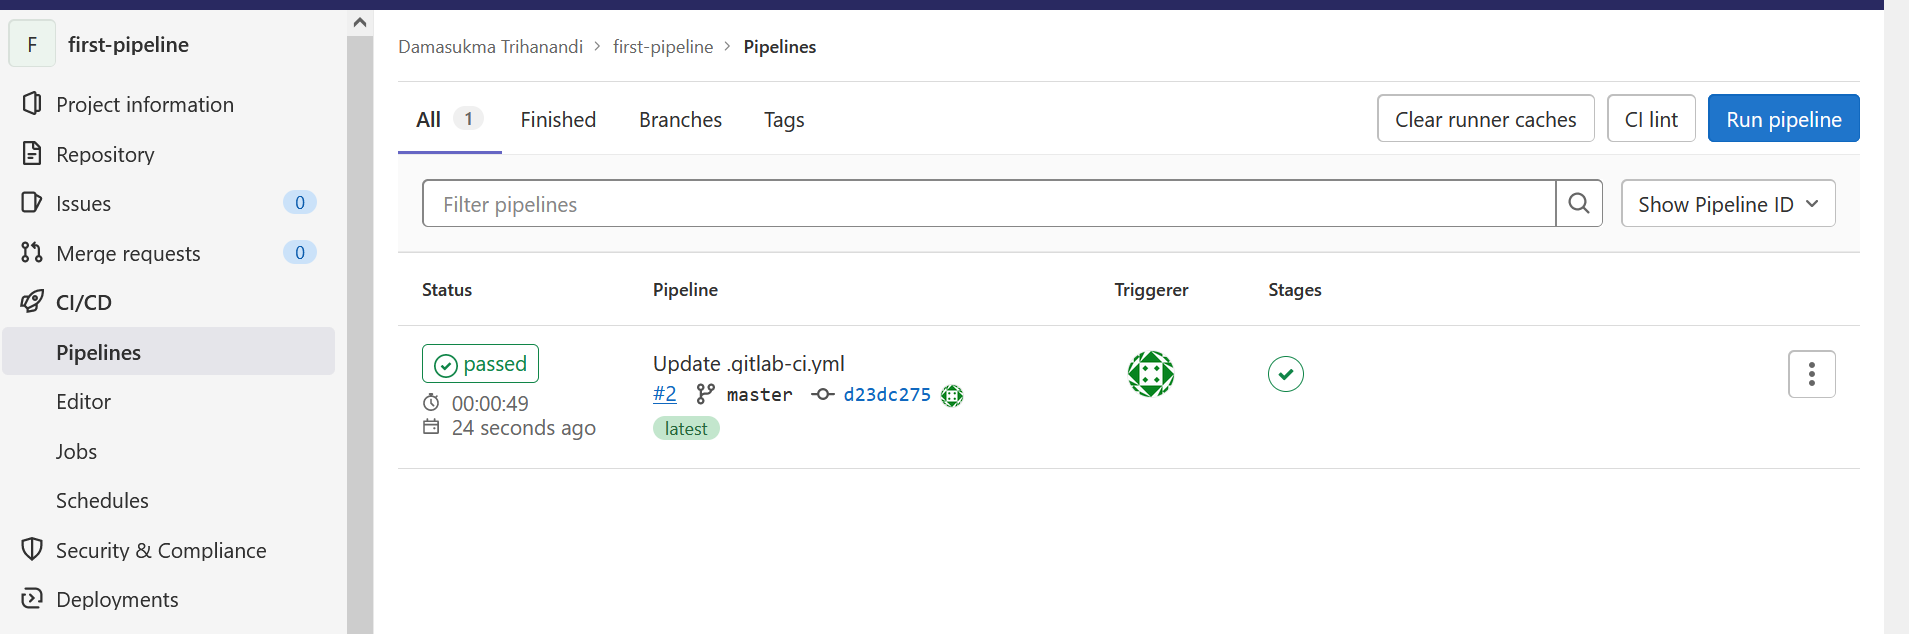 F first-pipeline
Project information
Repository
Issues 0
Merge requests 0
CI/CD
Pipelines
Editor
Jobs
Schedules
Security & Compliance
Deployments
Damasukma Trihanandi > first-pipeline > Pipelines
All 1 Finished Branches Tags Clear runner caches CI lint Run pipeline
Filter pipelines Show Pipeline ID
Status Pipeline Triggerer Stages
passed Update .gitlab-ci.yml
00:00:49 #2 master d23dc275
24 seconds ago latest